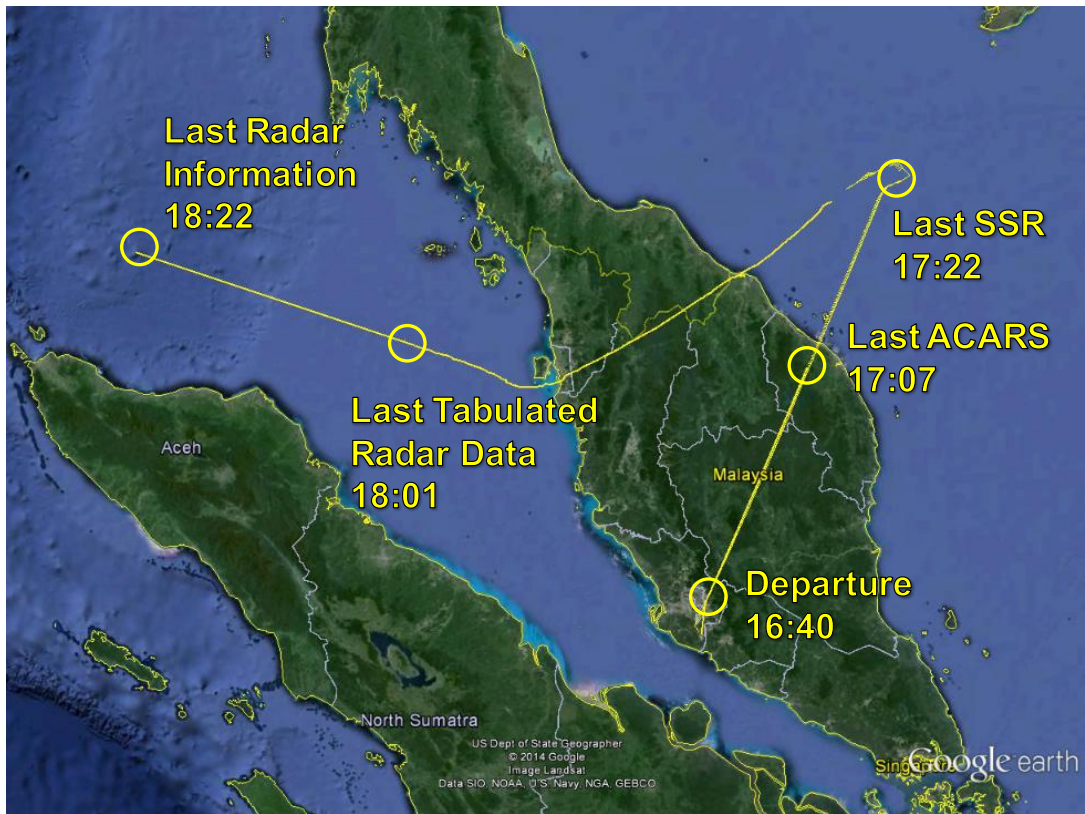 Last Radar
Information
18:22
Last SSR
17:22
Last ACARS
17:07
Last Tabulated
Radar Data
18:01
Aceh
Malaysia
Departure
16:40
North Sumatra
US Dept of State Geographer
© 2014 Google
Image Landsat
Data SIO, NOAA, U.S. Navy, NGA, GEBCO
Google earth